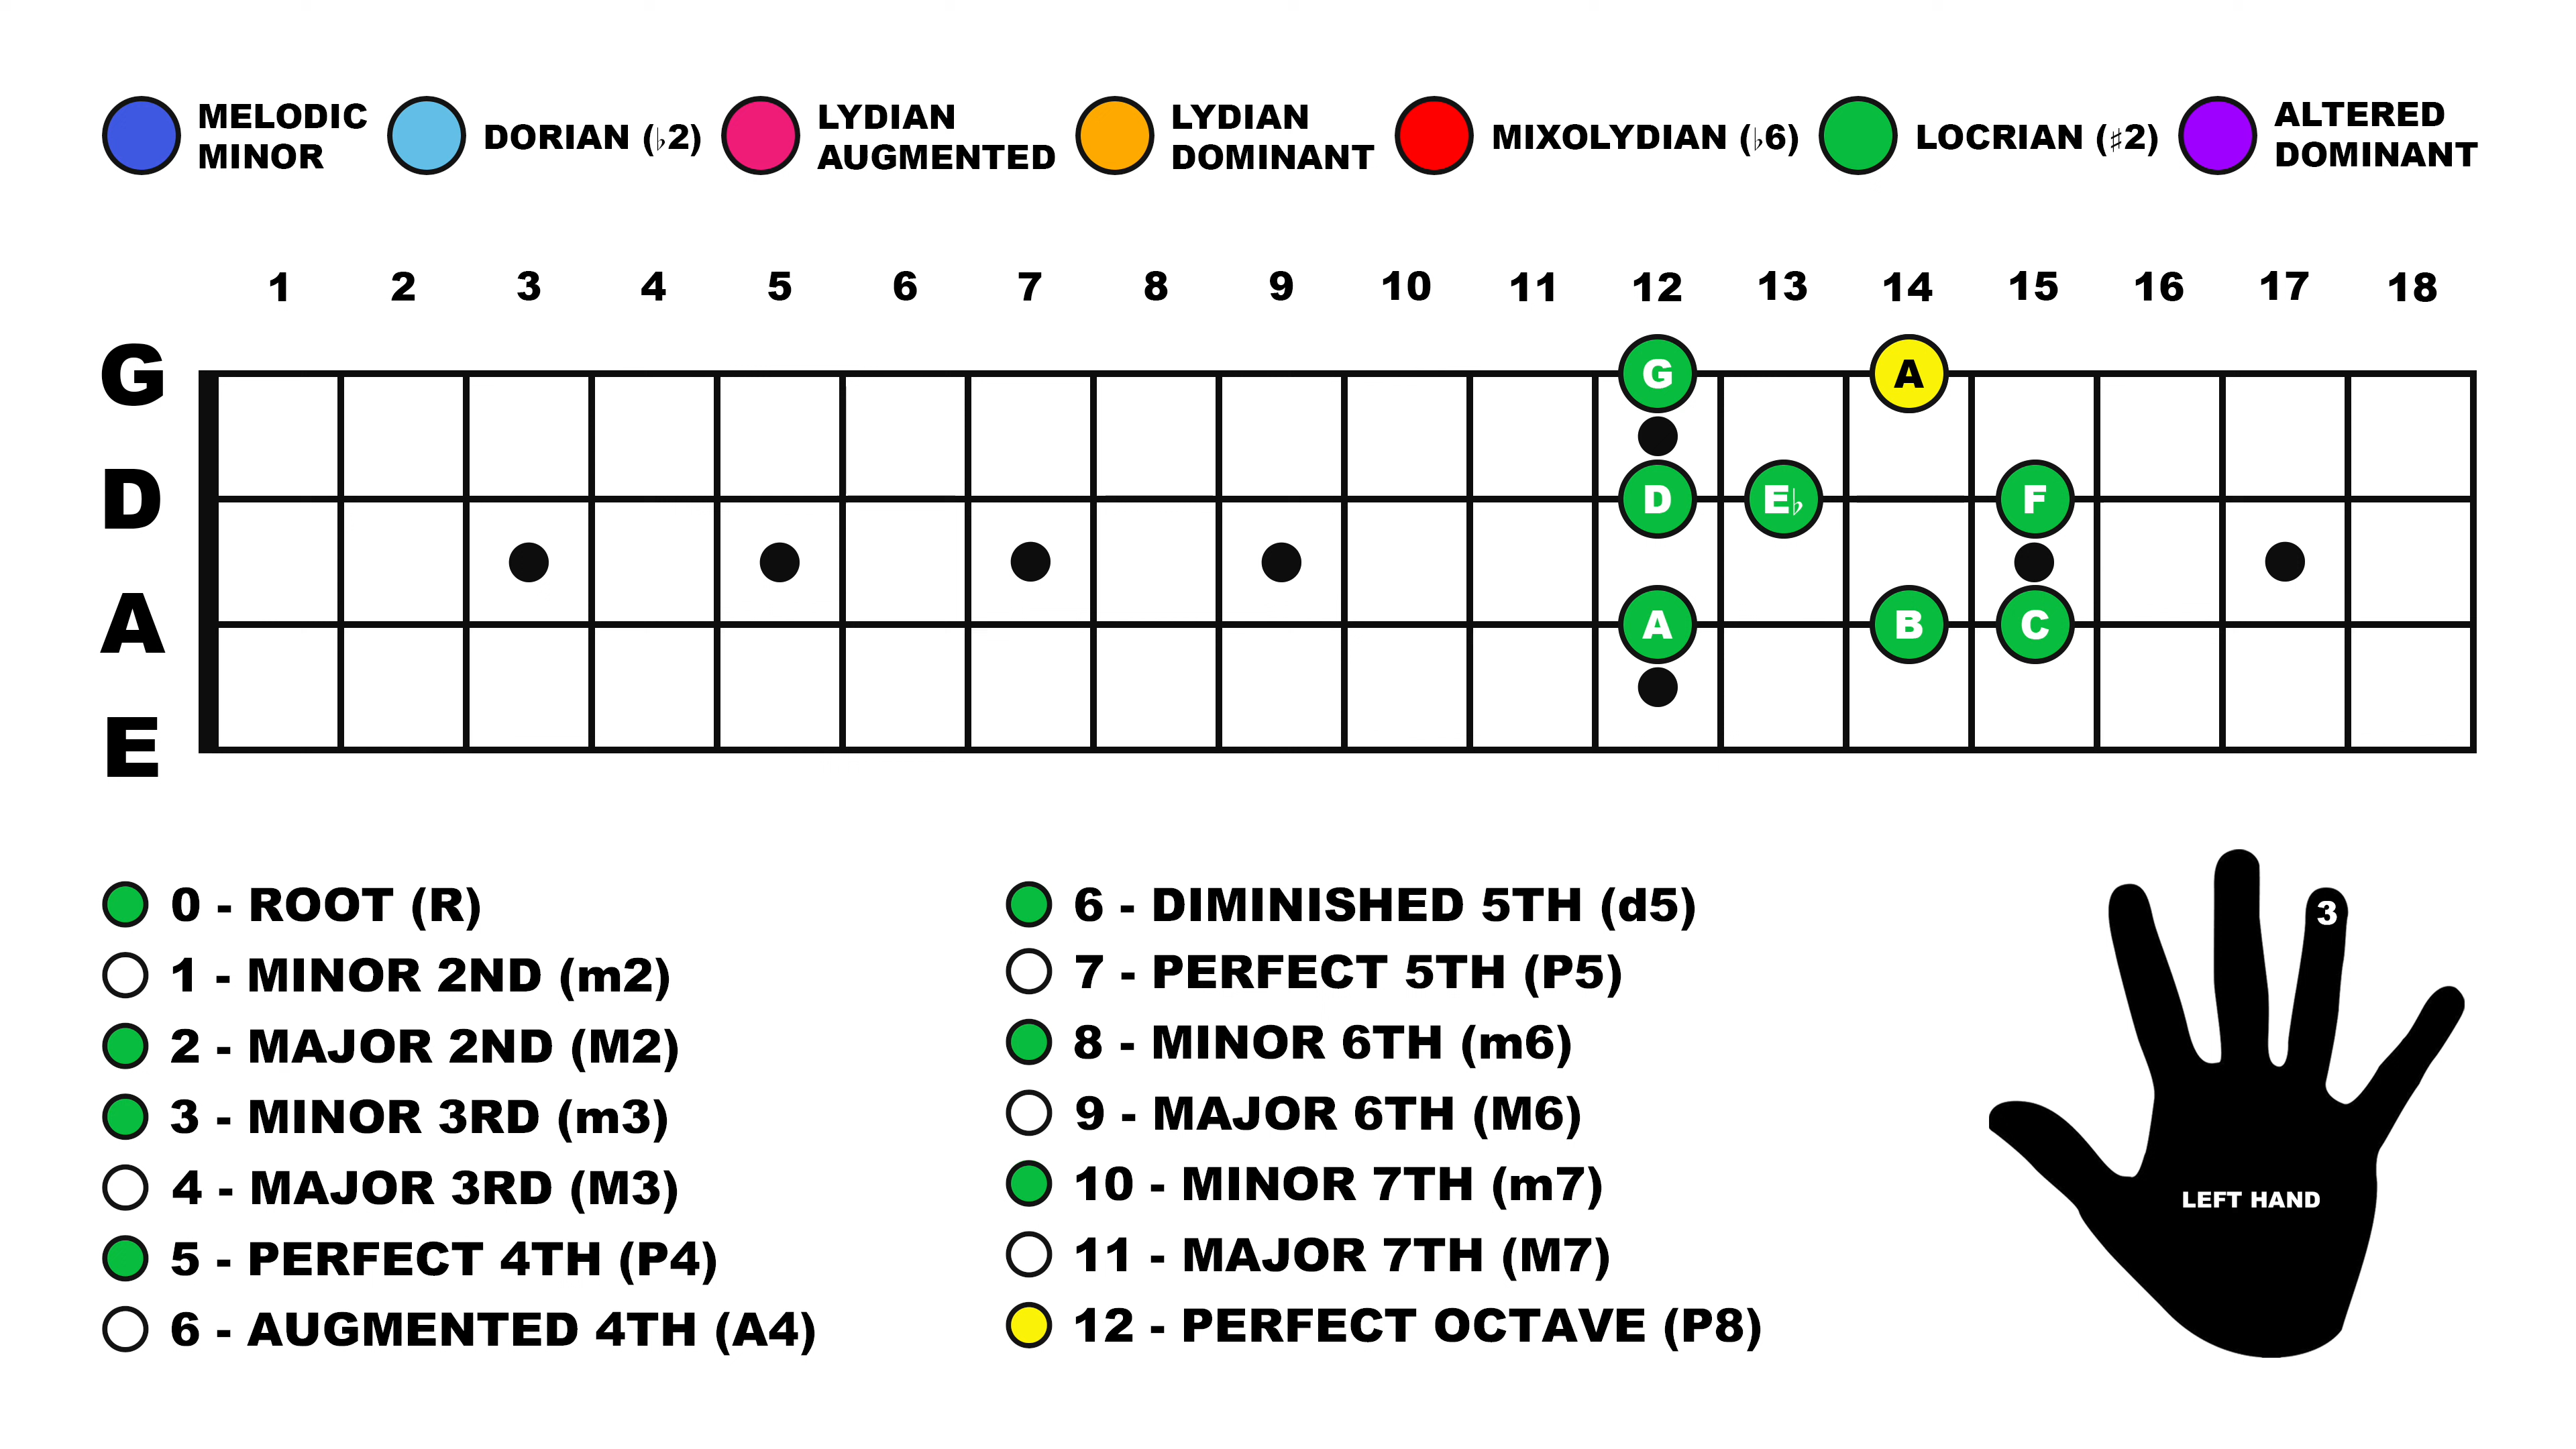 MELODIC
MINOR
DORIAN (♭2)
LYDIAN
AUGMENTED
LYDIAN
DOMINANT
MIXOLYDIAN (♭6)
LOCRIAN (♯2)
ALTERED
DOMINANT
1 2 3 4 5 6 7 8 9 10 11 12 13 14 15 16 17 18
G G A
D D E♭ F
A A B C
E
0 - ROOT (R)
1 - MINOR 2ND (m2)
2 - MAJOR 2ND (M2)
3 - MINOR 3RD (m3)
4 - MAJOR 3RD (M3)
5 - PERFECT 4TH (P4)
6 - AUGMENTED 4TH (A4)
6 - DIMINISHED 5TH (d5)
7 - PERFECT 5TH (P5)
8 - MINOR 6TH (m6)
9 - MAJOR 6TH (M6)
10 - MINOR 7TH (m7)
11 - MAJOR 7TH (M7)
12 - PERFECT OCTAVE (P8)
3
LEFT HAND